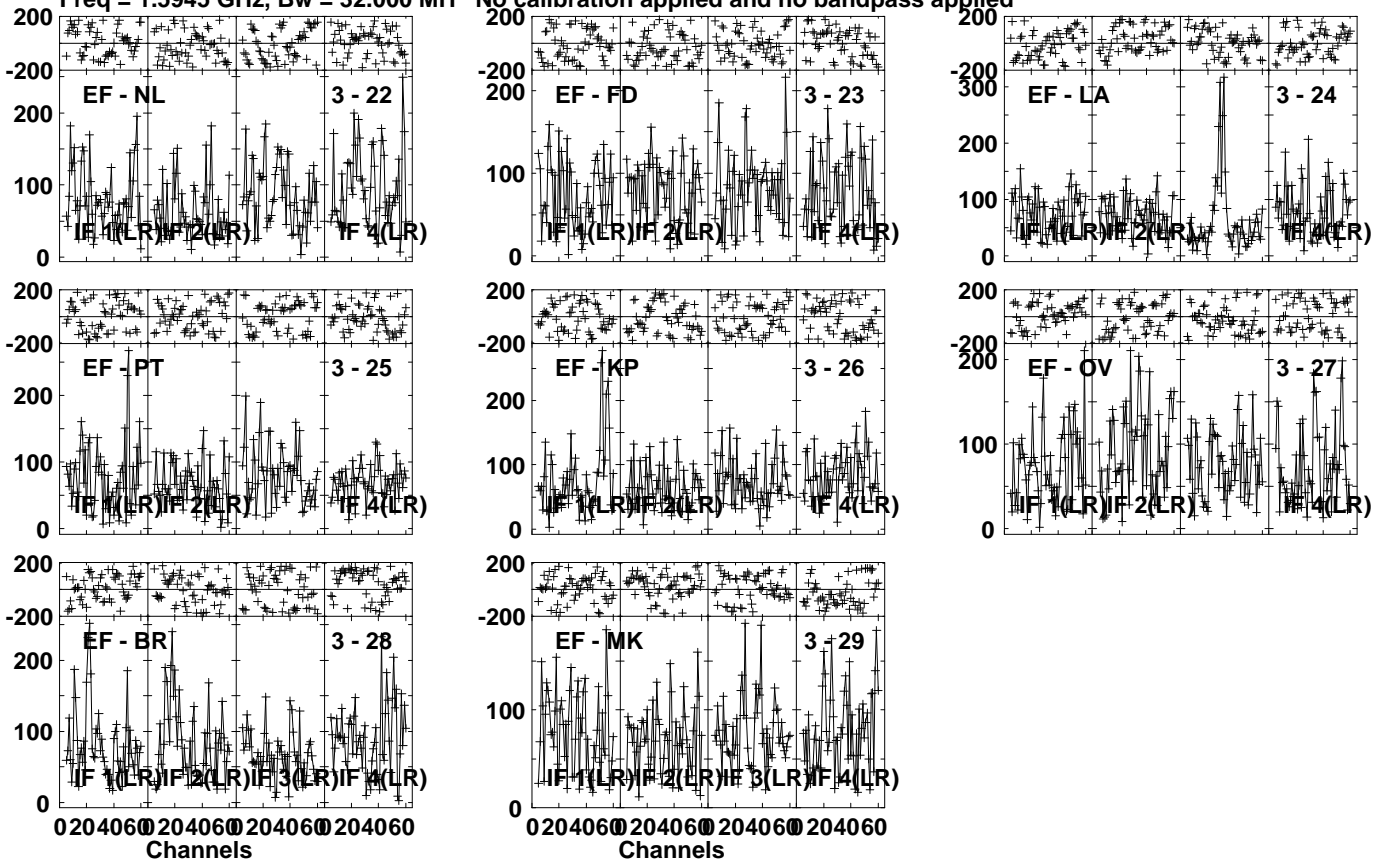 Freq = 1.5945 GHz, Bw = 32.000 MH No calibration applied and no bandpass applied
200
-200
EF - NL
3 - 22
200
100
0
IF 1(LR) IF 2(LR) IF 4(LR)
200
-200
EF - FD
3 - 23
200
100
0
IF 1(LR) IF 2(LR) IF 4(LR)
200
-200
EF - LA
3 - 24
300
200
100
0
IF 1(LR) IF 2(LR) IF 4(LR)
200
-200
EF - PT
3 - 25
200
100
0
IF 1(LR) IF 2(LR) IF 4(LR)
200
-200
EF - KP
3 - 26
200
100
0
IF 1(LR) IF 2(LR) IF 4(LR)
200
-200
EF - OV
3 - 27
200
100
0
IF 1(LR) IF 2(LR) IF 4(LR)
200
-200
EF - BR
3 - 28
200
100
0
IF 1(LR) IF 2(LR) IF 3(LR) IF 4(LR)
0 20 40 60 0 20 40 60 0 20 40 60 0 20 40 60
Channels
200
-200
EF - MK
3 - 29
100
0
IF 1(LR) IF 2(LR) IF 3(LR) IF 4(LR)
0 20 40 60 0 20 40 60 0 20 40 60 0 20 40 60
Channels